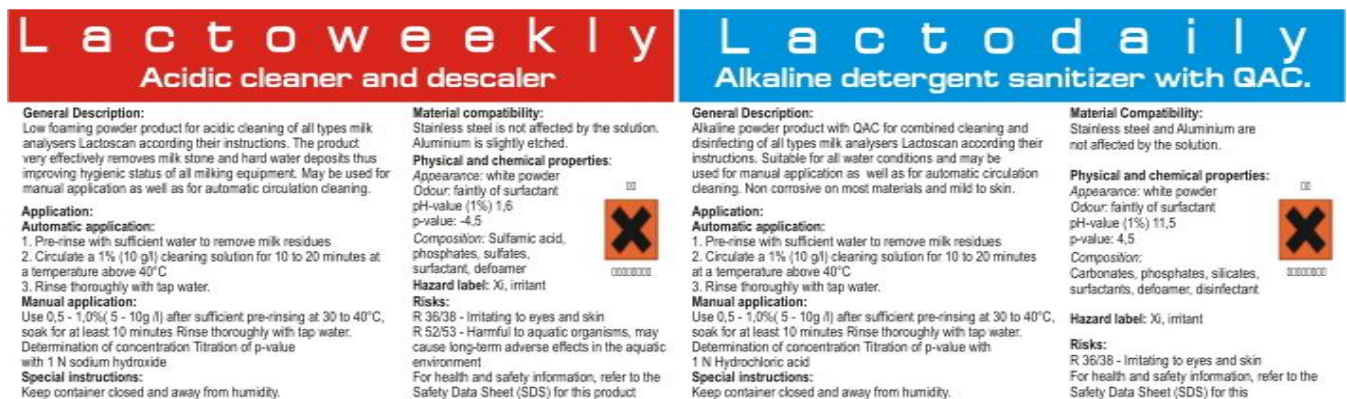 Lactoweekly
Acidic cleaner and descaler
General Description:
Low foaming powder product for acidic cleaning of all types milk
analysers Lactoscan according their instructions. The product
very effectively removes milk stone and hard water deposits thus
improving hygienic status of all milking equipment. May be used for
manual application as well as for automatic circulation cleaning.
Application:
Automatic application:
1. Pre-rinse with sufficient water to remove milk residues
2. Circulate a 1% (10 g/l) cleaning solution for 10 to 20 minutes at
a temperature above 40°C
3. Rinse thoroughly with tap water.
Manual application:
Use 0,5 - 1,0%( 5 - 10g /l) after sufficient pre-rinsing at 30 to 40°C,
soak for at least 10 minutes Rinse thoroughly with tap water.
Determination of concentration Titration of p-value
with 1 N sodium hydroxide
Special instructions:
Keep container closed and away from humidity.
Material compatibility:
Stainless steel is not affected by the solution.
Aluminium is slightly etched.
Physical and chemical properties:
Appearance: white powder
Odour: faintly of surfactant
pH-value (1%) 1,6
p-value: -4,5
Composition: Sulfamic acid,
phosphates, sulfates,
surfactant, defoamer
Hazard label: Xi, irritant
Risks:
R 36/38 - Irritating to eyes and skin
R 52/53 - Harmful to aquatic organisms, may
cause long-term adverse effects in the aquatic
environment
For health and safety information, refer to the
Safety Data Sheet (SDS) for this product
Lactodaily
Alkaline detergent sanitizer with QAC.
General Description:
Alkaline powder product with QAC for combined cleaning and
disinfecting of all types milk analysers Lactoscan according their
instructions. Suitable for all water conditions and may be
used for manual application as well as for automatic circulation
cleaning. Non corrosive on most materials and mild to skin.
Application:
Automatic application:
1. Pre-rinse with sufficient water to remove milk residues
2. Circulate a 1% (10 g/l) cleaning solution for 10 to 20 minutes
at a temperature above 40°C
3. Rinse thoroughly with tap water.
Manual application:
Use 0,5 - 1,0%( 5 - 10g /l) after sufficient pre-rinsing at 30 to 40°C,
soak for at least 10 minutes Rinse thoroughly with tap water.
Determination of concentration Titration of p-value with
1 N Hydrochloric acid
Special instructions:
Keep container closed and away from humidity.
Material Compatibility:
Stainless steel and Aluminium are
not affected by the solution.
Physical and chemical properties:
Appearance: white powder
Odour: faintly of surfactant
pH-value (1%) 11,5
p-value: 4,5
Composition:
Carbonates, phosphates, silicates,
surfactants, defoamer, disinfectant
Hazard label: Xi, irritant
Risks:
R 36/38 - Irritating to eyes and skin
For health and safety information, refer to the
Safety Data Sheet (SDS) for this